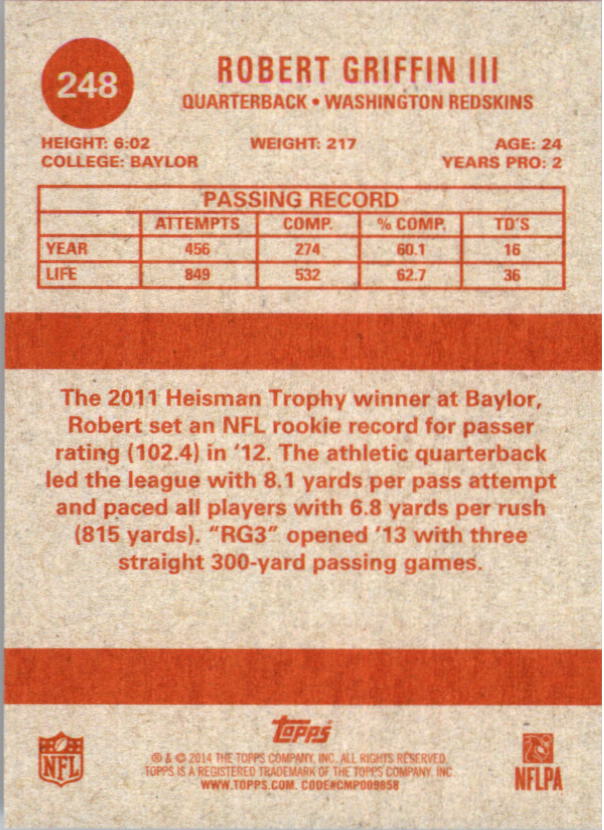 248
ROBERT GRIFFIN III
QUARTERBACK • WASHINGTON REDSKINS
HEIGHT: 6:02 WEIGHT: 217 AGE: 24
COLLEGE: BAYLOR YEARS PRO: 2
PASSING RECORD
ATTEMPTS COMP. % COMP. TD'S
YEAR 456 274 60.1 16
LIFE 849 532 62.7 36
The 2011 Heisman Trophy winner at Baylor,
Robert set an NFL rookie record for passer
rating (102.4) in '12. The athletic quarterback
led the league with 8.1 yards per pass attempt
and paced all players with 6.8 yards per rush
(815 yards). "RG3" opened '13 with three
straight 300-yard passing games.
Topps
NFL
® & © 2014 THE TOPPS COMPANY, INC. ALL RIGHTS RESERVED.
TOPPS IS A REGISTERED TRADEMARK OF THE TOPPS COMPANY, INC.
WWW.TOPPS.COM. CODE#CMP009858
NFLPA